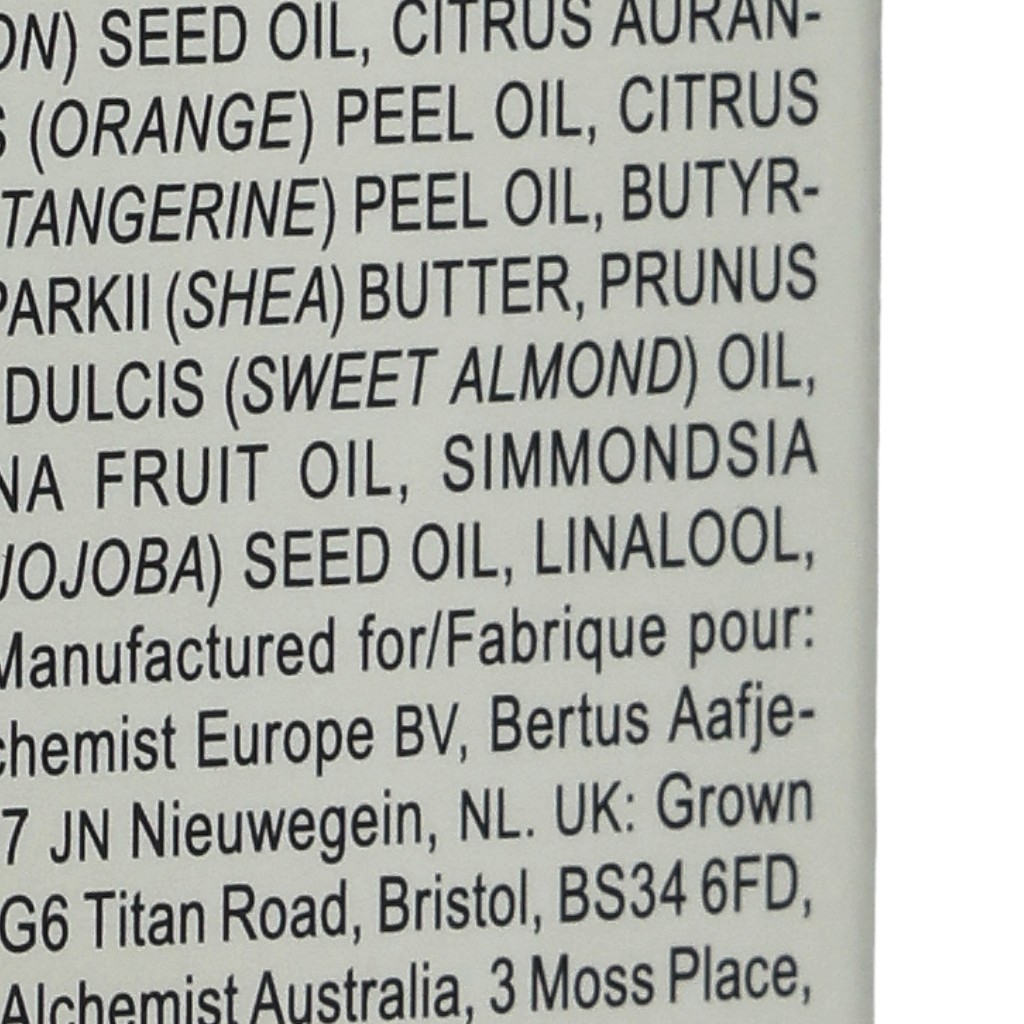 ON) SEED OIL, CITRUS AURAN-
S (ORANGE) PEEL OIL, CITRUS
TANGERINE) PEEL OIL, BUTYR-
PARKII (SHEA) BUTTER, PRUNUS
DULCIS (SWEET ALMOND) OIL,
NA FRUIT OIL, SIMMONDSIA
JOJOBA) SEED OIL, LINALOOL,
Manufactured for/Fabrique pour:
chemist Europe BV, Bertus Aafje-
7 JN Nieuwegein, NL. UK: Grown
G6 Titan Road, Bristol, BS34 6FD,
Alchemist Australia, 3 Moss Place,